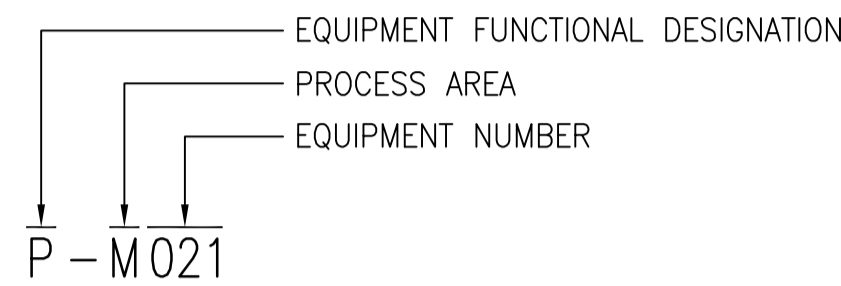 EQUIPMENT FUNCTIONAL DESIGNATION
PROCESS AREA
EQUIPMENT NUMBER
P - M021